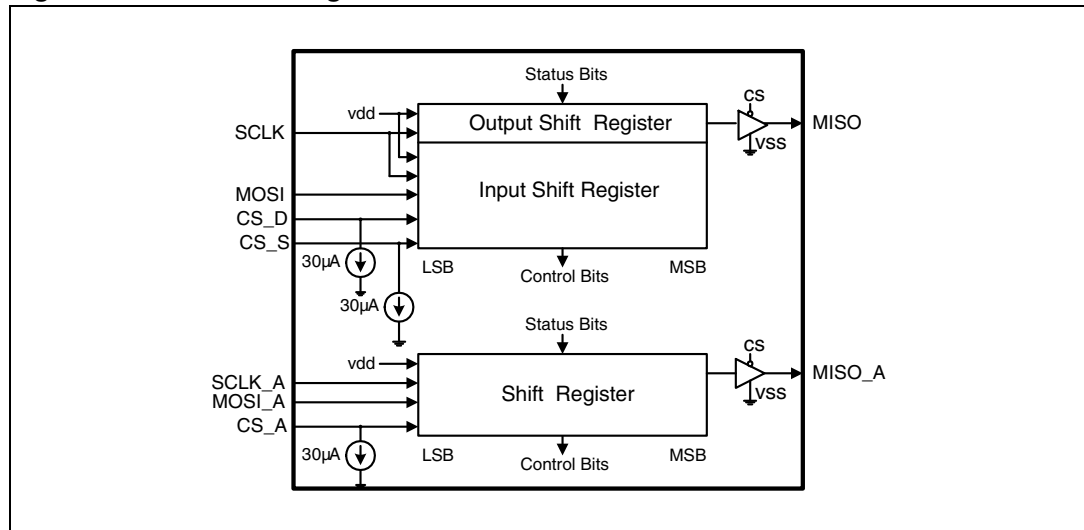 Status Bits
vdd
CS
SCLK
Output Shift Register
MISO
VSS
Input Shift Register
MOSI
CS_D
CS_S
30µA
LSB
MSB
Control Bits
30µA
Status Bits
CS
vdd
SCLK_A
MISO_A
MOSI_A
Shift Register
VSS
CS_A
30µA
LSB
MSB
Control Bits